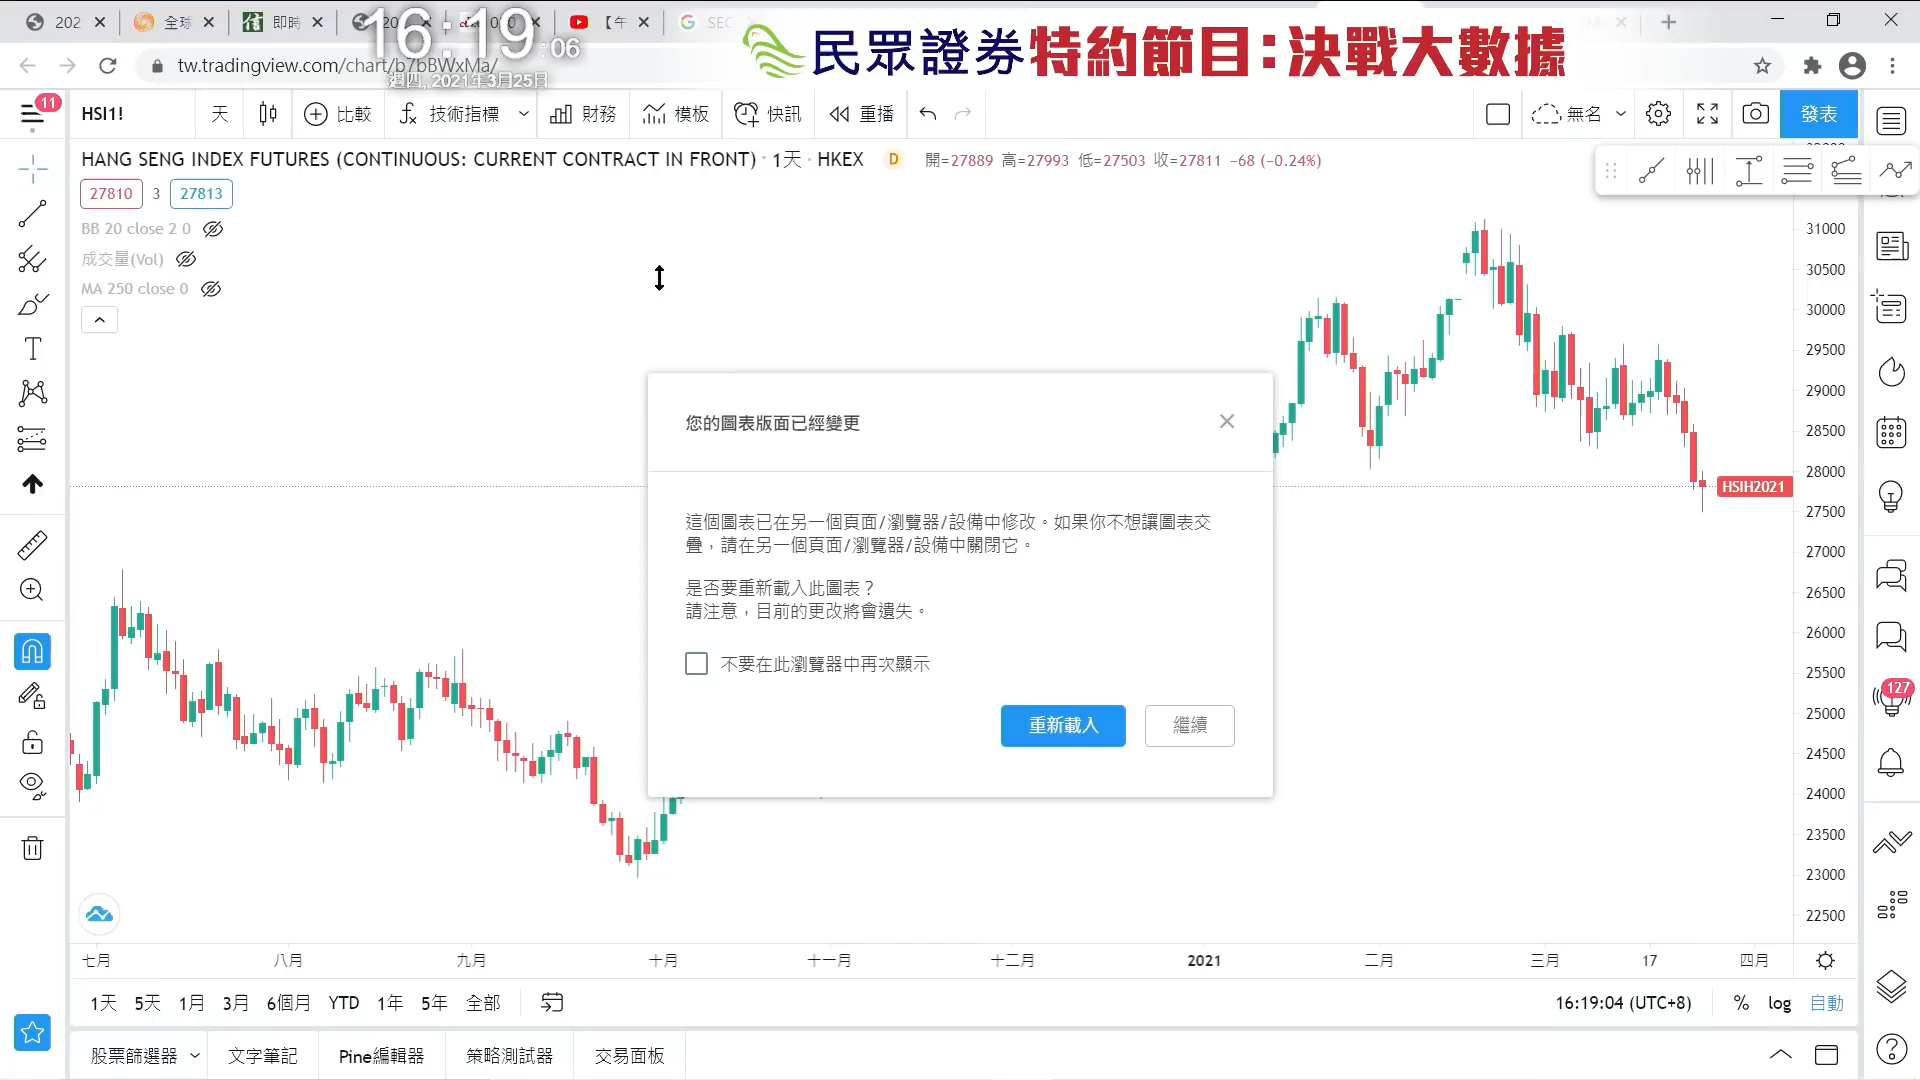 202
全球
即時
202
【午
SEC
16:19:06
週四, 2021年3月25日
民眾證券特約節目:決戰大數據
tw.tradingview.com/chart/b7bBWxMa/
11
HSI1!
天
比較
技術指標
財務
模板
快訊
重播
無名
發表
HANG SENG INDEX FUTURES (CONTINUOUS: CURRENT CONTRACT IN FRONT) · 1天 · HKEX
D
開=27889 高=27993 低=27503 收=27811 −68 (−0.24%)
27810
3
27813
BB 20 close 2 0
成交量(Vol)
MA 250 close 0
31000
30500
30000
29500
29000
28500
28000
HSIH2021
27500
27000
26500
26000
25500
25000
24500
24000
23500
23000
22500
您的圖表版面已經變更
這個圖表已在另一個頁面/瀏覽器/設備中修改。如果你不想讓圖表交
疊，請在另一個頁面/瀏覽器/設備中關閉它。
是否要重新載入此圖表？
請注意，目前的更改將會遺失。
不要在此瀏覽器中再次顯示
重新載入
繼續
127
七月
八月
九月
十月
十一月
十二月
2021
二月
三月
17
四月
1天
5天
1月
3月
6個月
YTD
1年
5年
全部
16:19:04 (UTC+8)
%
log
自動
股票篩選器
文字筆記
Pine編輯器
策略測試器
交易面板